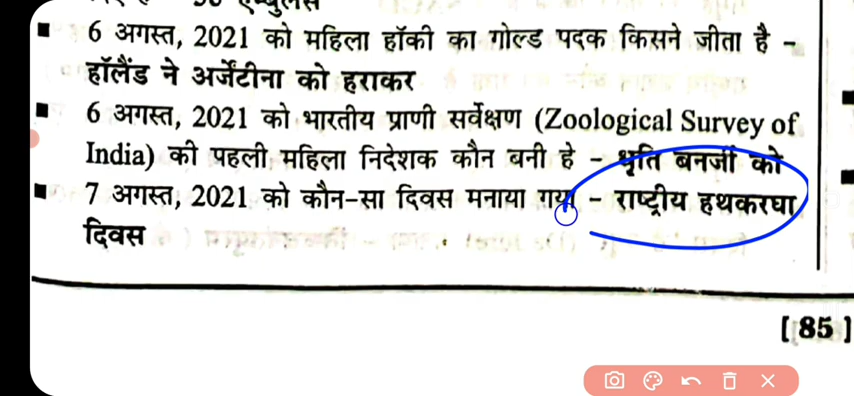 6 अगस्त, 2021 को महिला हॉकी का गोल्ड पदक किसने जीता है -
हॉलैंड ने अर्जेंटीना को हराकर
6 अगस्त, 2021 को भारतीय प्राणी सर्वेक्षण (Zoological Survey of
India) की पहली महिला निदेशक कौन बनी है - धृति बनर्जी को
7 अगस्त, 2021 को कौन-सा दिवस मनाया गया - राष्ट्रीय हथकरघा
दिवस
[ 85 ]